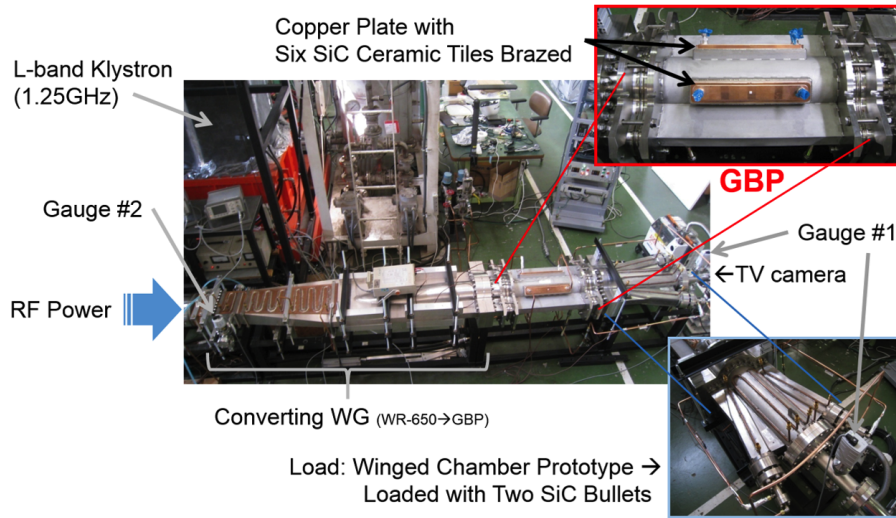 Copper Plate with
Six SiC Ceramic Tiles Brazed
L-band Klystron
(1.25GHz)
GBP
Gauge #2
Gauge #1
←TV camera
RF Power
Converting WG (WR-650→GBP)
Load: Winged Chamber Prototype →
Loaded with Two SiC Bullets